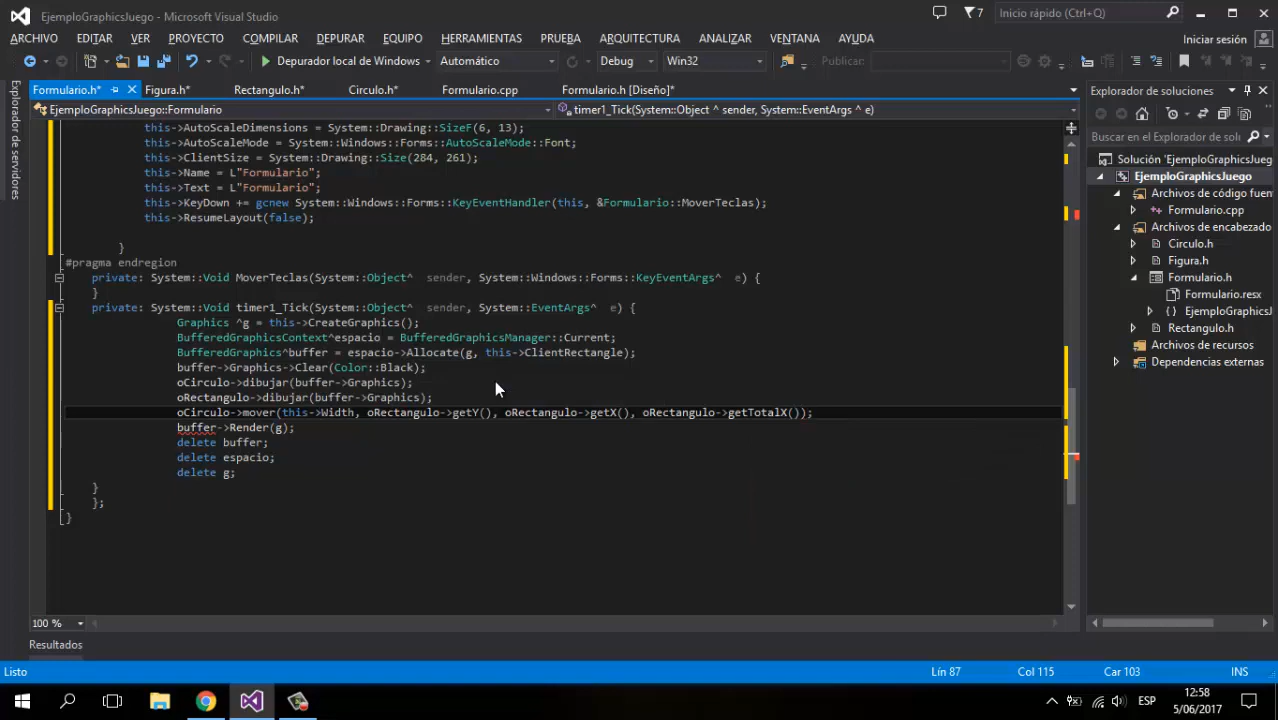 EjemploGraphicsJuego - Microsoft Visual Studio
7
Inicio rápido (Ctrl+Q)
ARCHIVO EDITAR VER PROYECTO COMPILAR DEPURAR EQUIPO HERRAMIENTAS PRUEBA ARQUITECTURA ANALIZAR VENTANA AYUDA
Iniciar sesión
Depurador local de Windows Automático Debug Win32 Publicar:
Formulario.h* Figura.h* Rectangulo.h* Circulo.h* Formulario.cpp Formulario.h [Diseño]*
Explorador de soluciones
EjemploGraphicsJuego::Formulario
timer1_Tick(System::Object ^ sender, System::EventArgs ^ e)
Explorador de servidores
this->AutoScaleDimensions = System::Drawing::SizeF(6, 13);
this->AutoScaleMode = System::Windows::Forms::AutoScaleMode::Font;
this->ClientSize = System::Drawing::Size(284, 261);
this->Name = L"Formulario";
this->Text = L"Formulario";
this->KeyDown += gcnew System::Windows::Forms::KeyEventHandler(this, &Formulario::MoverTeclas);
this->ResumeLayout(false);
}
#pragma endregion
private: System::Void MoverTeclas(System::Object^  sender, System::Windows::Forms::KeyEventArgs^  e) {
}
private: System::Void timer1_Tick(System::Object^  sender, System::EventArgs^  e) {
Graphics ^g = this->CreateGraphics();
BufferedGraphicsContext^espacio = BufferedGraphicsManager::Current;
BufferedGraphics^buffer = espacio->Allocate(g, this->ClientRectangle);
buffer->Graphics->Clear(Color::Black);
oCirculo->dibujar(buffer->Graphics);
oRectangulo->dibujar(buffer->Graphics);
oCirculo->mover(this->Width, oRectangulo->getY(), oRectangulo->getX(), oRectangulo->getTotalX());
buffer->Render(g);
delete buffer;
delete espacio;
delete g;
}
};
}
Buscar en el Explorador de solu
Solución 'EjemploGraphicsJueg
EjemploGraphicsJuego
Archivos de código fuen
Formulario.cpp
Archivos de encabezado
Circulo.h
Figura.h
Formulario.h
Formulario.resx
EjemploGraphicsJ
Rectangulo.h
Archivos de recursos
Dependencias externas
100 %
Resultados
Listo
Lín 87
Col 115
Car 103
INS
ESP
12:58
5/06/2017